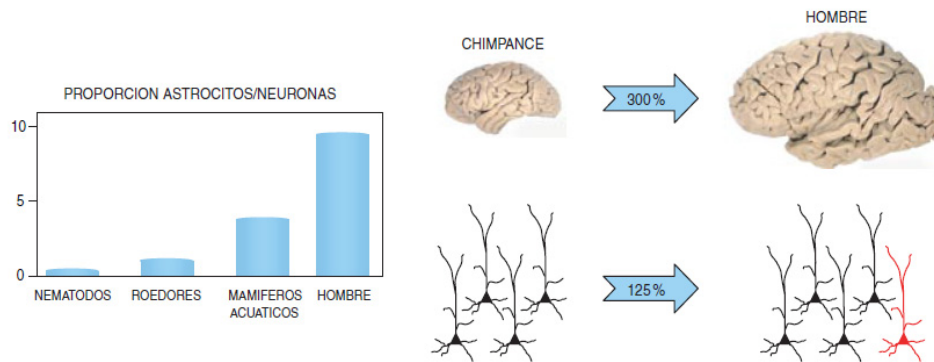 PROPORCION ASTROCITOS/NEURONAS
10
5
0
NEMATODOS
ROEDORES
MAMIFEROS
ACUATICOS
HOMBRE
CHIMPANCE
HOMBRE
300%
125%